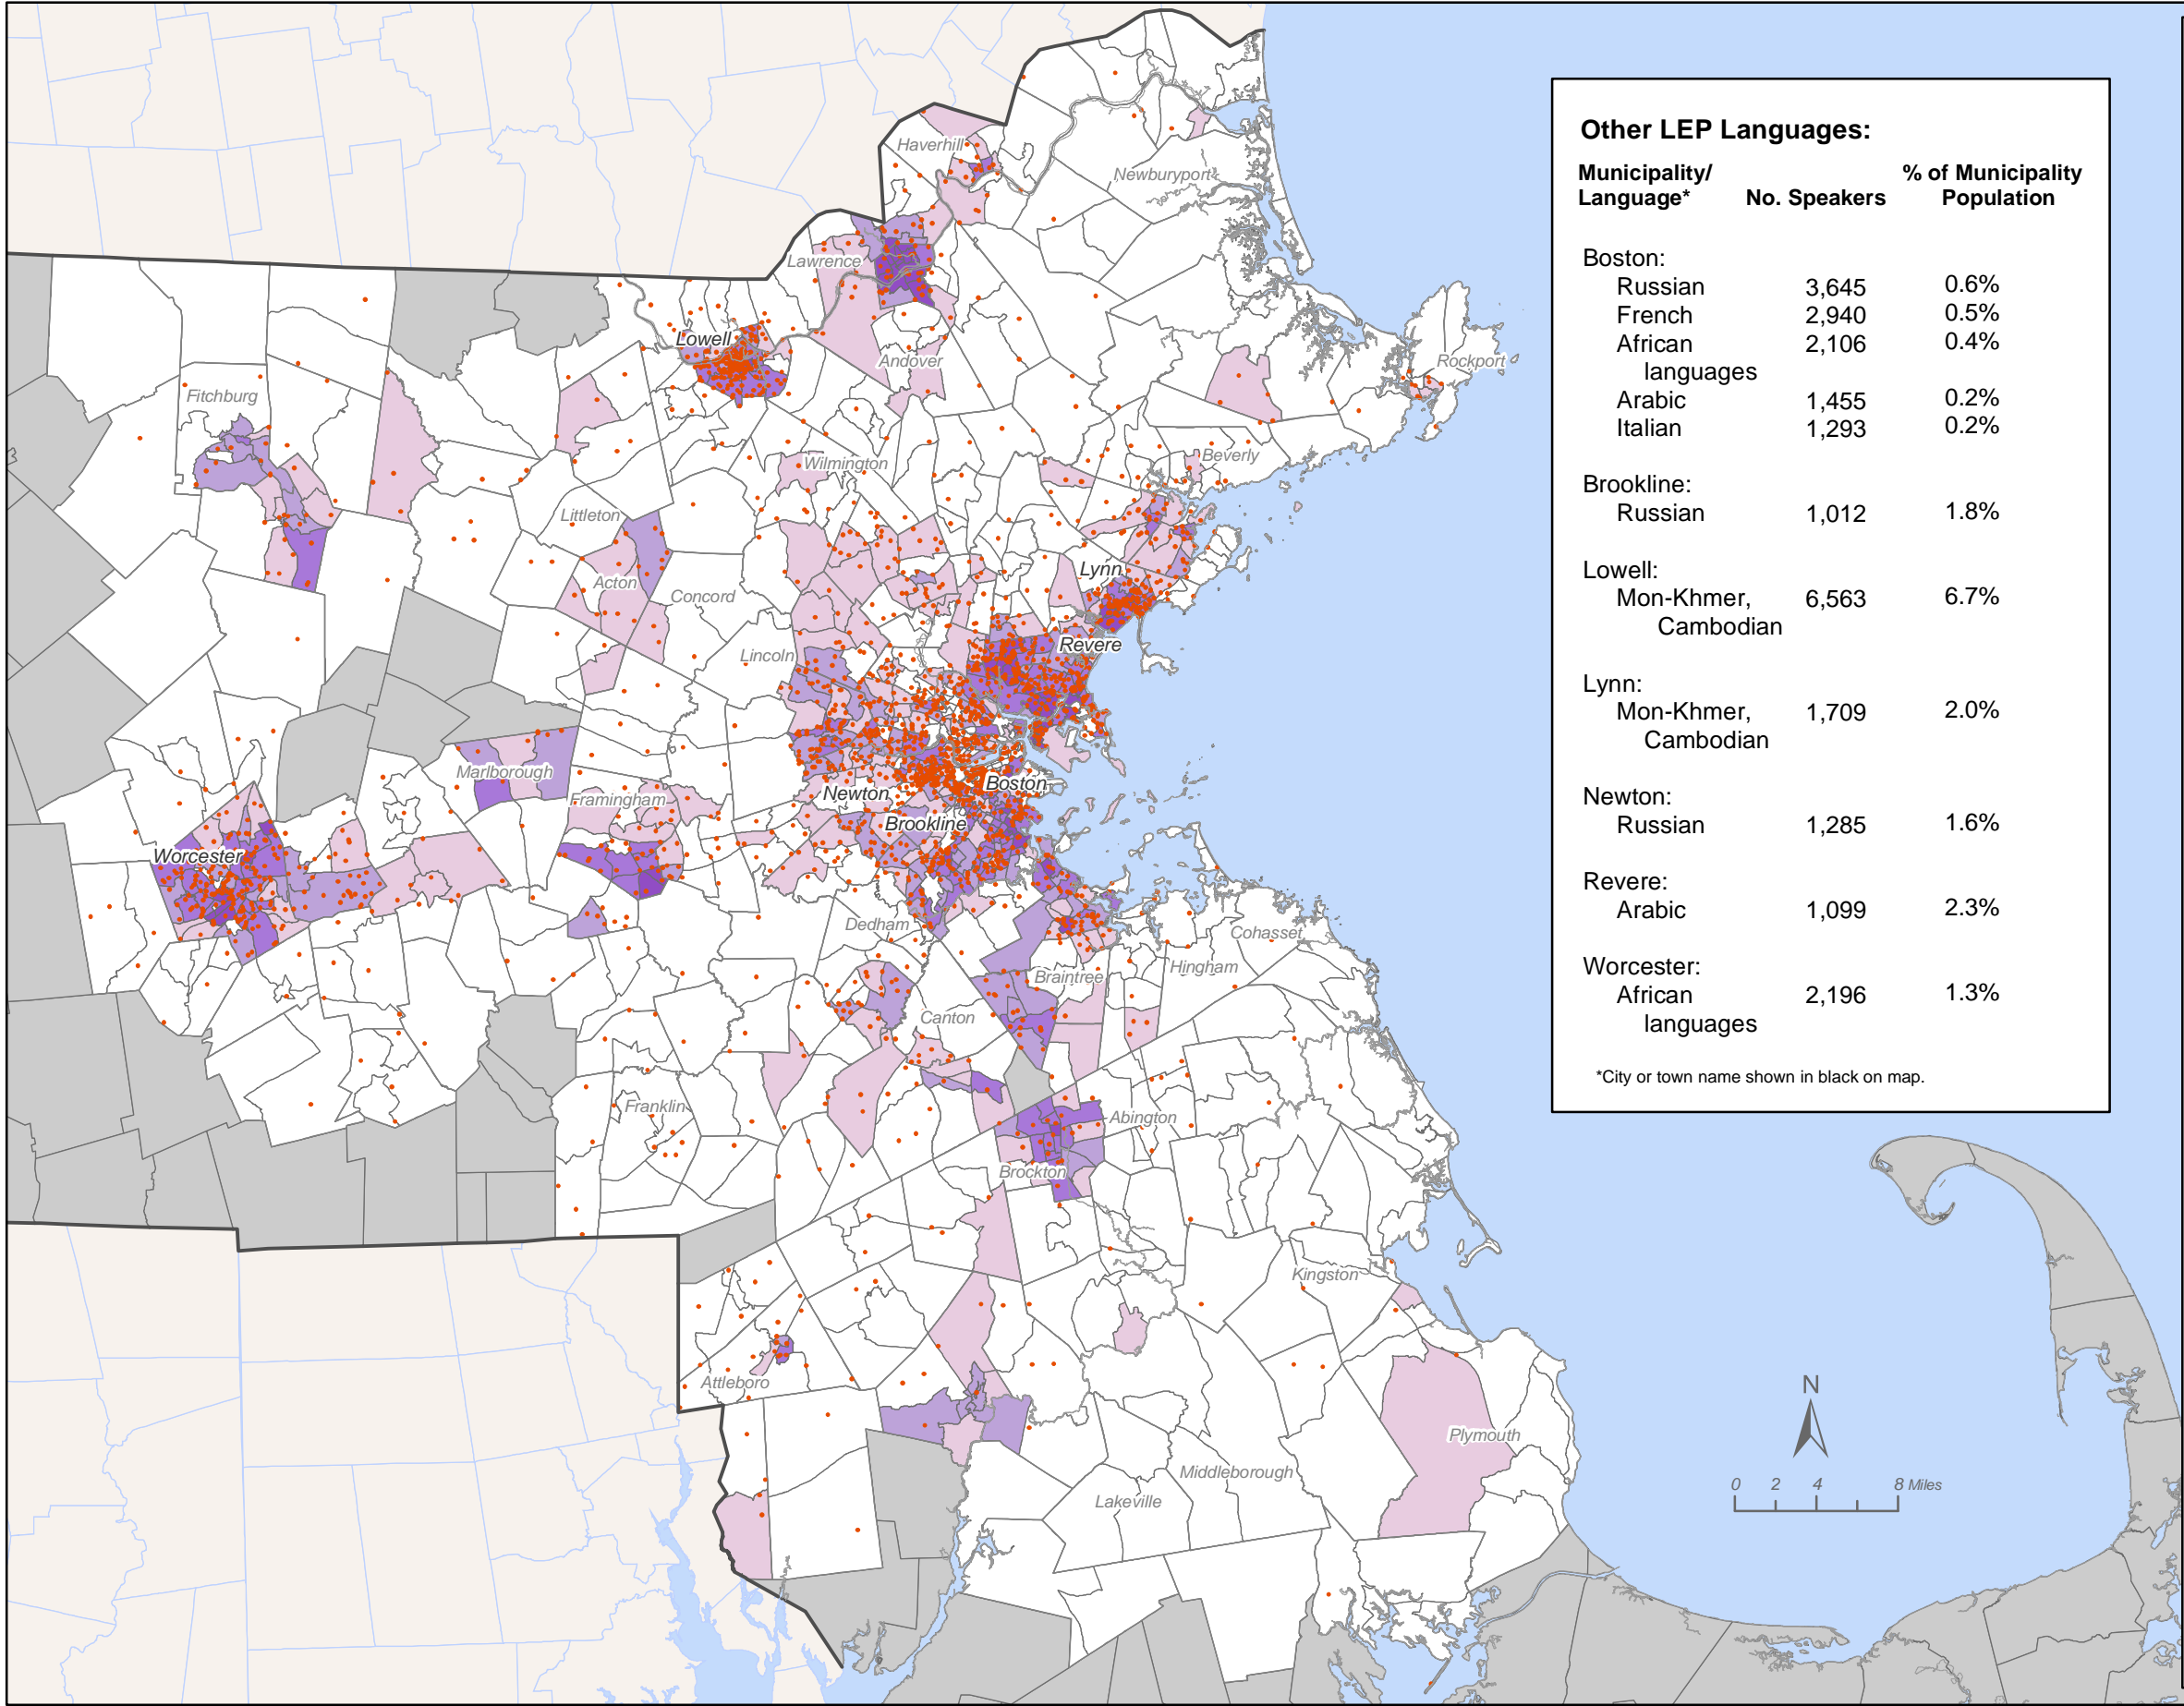 Haverhill
Newburyport
Lawrence
Lowell
Andover
Rockport
Fitchburg
Wilmington
Beverly
Littleton
Lynn
Acton
Concord
Revere
Lincoln
Marlborough
Boston
Newton
Framingham
Brookline
Worcester
Dedham
Cohasset
Hingham
Braintree
Canton
Franklin
Abington
Brockton
Kingston
Attleboro
Plymouth
Middleborough
Lakeville
Other LEP Languages:
Municipality/ % of Municipality
Language* No. Speakers Population
Boston:
Russian 3,645 0.6%
French 2,940 0.5%
African 2,106 0.4%
languages
Arabic 1,455 0.2%
Italian 1,293 0.2%
Brookline:
Russian 1,012 1.8%
Lowell:
Mon-Khmer, 6,563 6.7%
Cambodian
Lynn:
Mon-Khmer, 1,709 2.0%
Cambodian
Newton:
Russian 1,285 1.6%
Revere:
Arabic 1,099 2.3%
Worcester:
African 2,196 1.3%
languages
*City or town name shown in black on map.
N
0 2 4 8 Miles